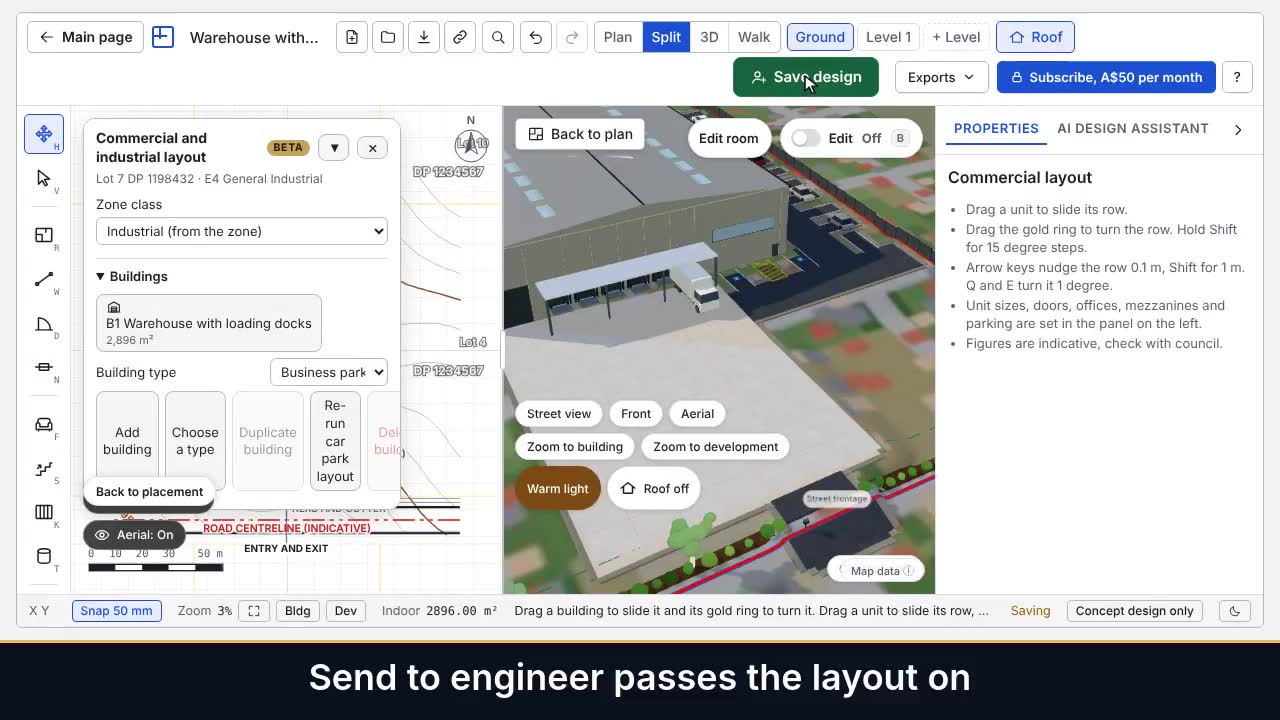 Main page
Warehouse with...
Plan
Split
3D
Walk
Ground
Level 1
+ Level
Roof
Save design
Exports
Subscribe, A$50 per month
?
H
V
R
W
D
N
F
S
K
T
Commercial and
industrial layout
BETA
Lot 7 DP 1198432 · E4 General Industrial
Zone class
Industrial (from the zone)
Buildings
B1 Warehouse with loading docks
2,896 m²
Building type
Business park
Add
building
Choose
a type
Duplicate
building
Re-
run
car
park
layout
Back to placement
Aerial: On
N
DP 1234567
Lot 4
DP 1234567
ROAD CENTRELINE (INDICATIVE)
ENTRY AND EXIT
0 10 20 30 50 m
Back to plan
Edit room
Edit Off B
Street view
Front
Aerial
Zoom to building
Zoom to development
Warm light
Roof off
Street frontage
Map data
PROPERTIES
AI DESIGN ASSISTANT
Commercial layout
• Drag a unit to slide its row.
• Drag the gold ring to turn the row. Hold Shift
for 15 degree steps.
• Arrow keys nudge the row 0.1 m, Shift for 1 m.
Q and E turn it 1 degree.
• Unit sizes, doors, offices, mezzanines and
parking are set in the panel on the left.
• Figures are indicative, check with council.
X Y
Snap 50 mm
Zoom 3%
Bldg
Dev
Indoor 2896.00 m²
Drag a building to slide it and its gold ring to turn it. Drag a unit to slide its row, ...
Saving
Concept design only
Send to engineer passes the layout on